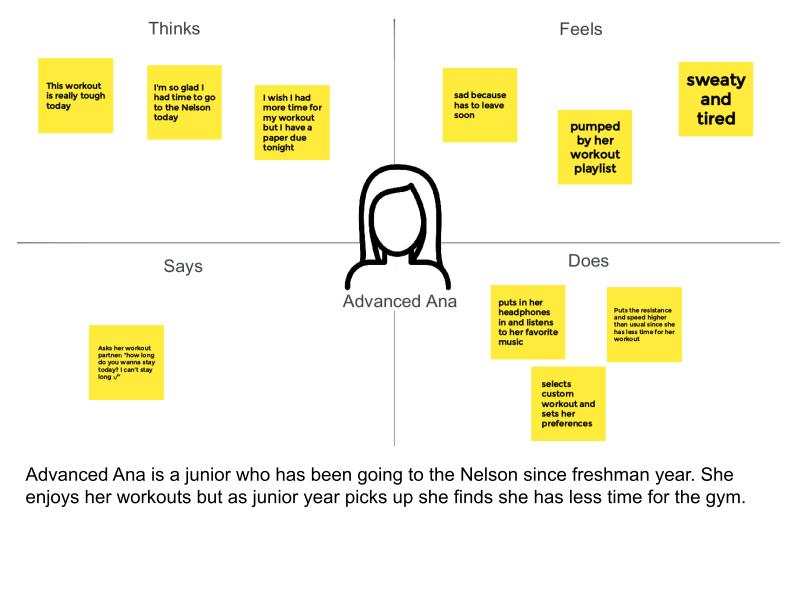 Thinks
This workout
is really tough
today
I'm so glad I
had time to go
to the Nelson
today
I wish I had
more time for
my workout
but I have a
paper due
tonight
Feels
sad because
has to leave
soon
pumped
by her
workout
playlist
sweaty
and
tired
Says
Asks her workout
partner: "how long
do you wanna stay
today? I can't stay
long :/"
Advanced Ana
Does
puts in her
headphones
in and listens
to her favorite
music
Puts the resistance
and speed higher
than usual since she
has less time for her
workout
selects
custom
workout and
sets her
preferences
Advanced Ana is a junior who has been going to the Nelson since freshman year. She
enjoys her workouts but as junior year picks up she finds she has less time for the gym.